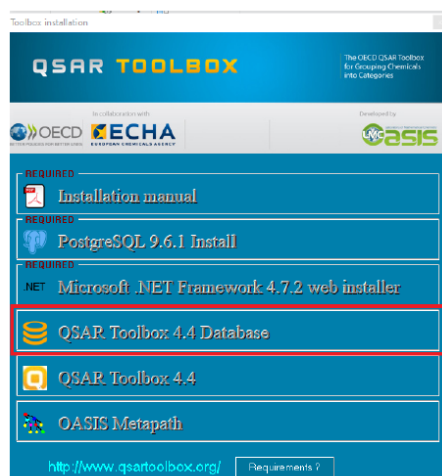 Toolbox installation
QSAR TOOLBOX
The OECD QSAR Toolbox
for Grouping Chemicals
into Categories
In collaboration with
Developed by
OECD
ECHA
EUROPEAN CHEMICALS AGENCY
LMC
Oasis
REQUIRED
Installation manual
REQUIRED
PostgreSQL 9.6.1 Install
REQUIRED
.NET
Microsoft .NET Framework 4.7.2 web installer
QSAR Toolbox 4.4 Database
QSAR Toolbox 4.4
OASIS Metapath
http://www.qsartoolbox.org/
Requirements ?